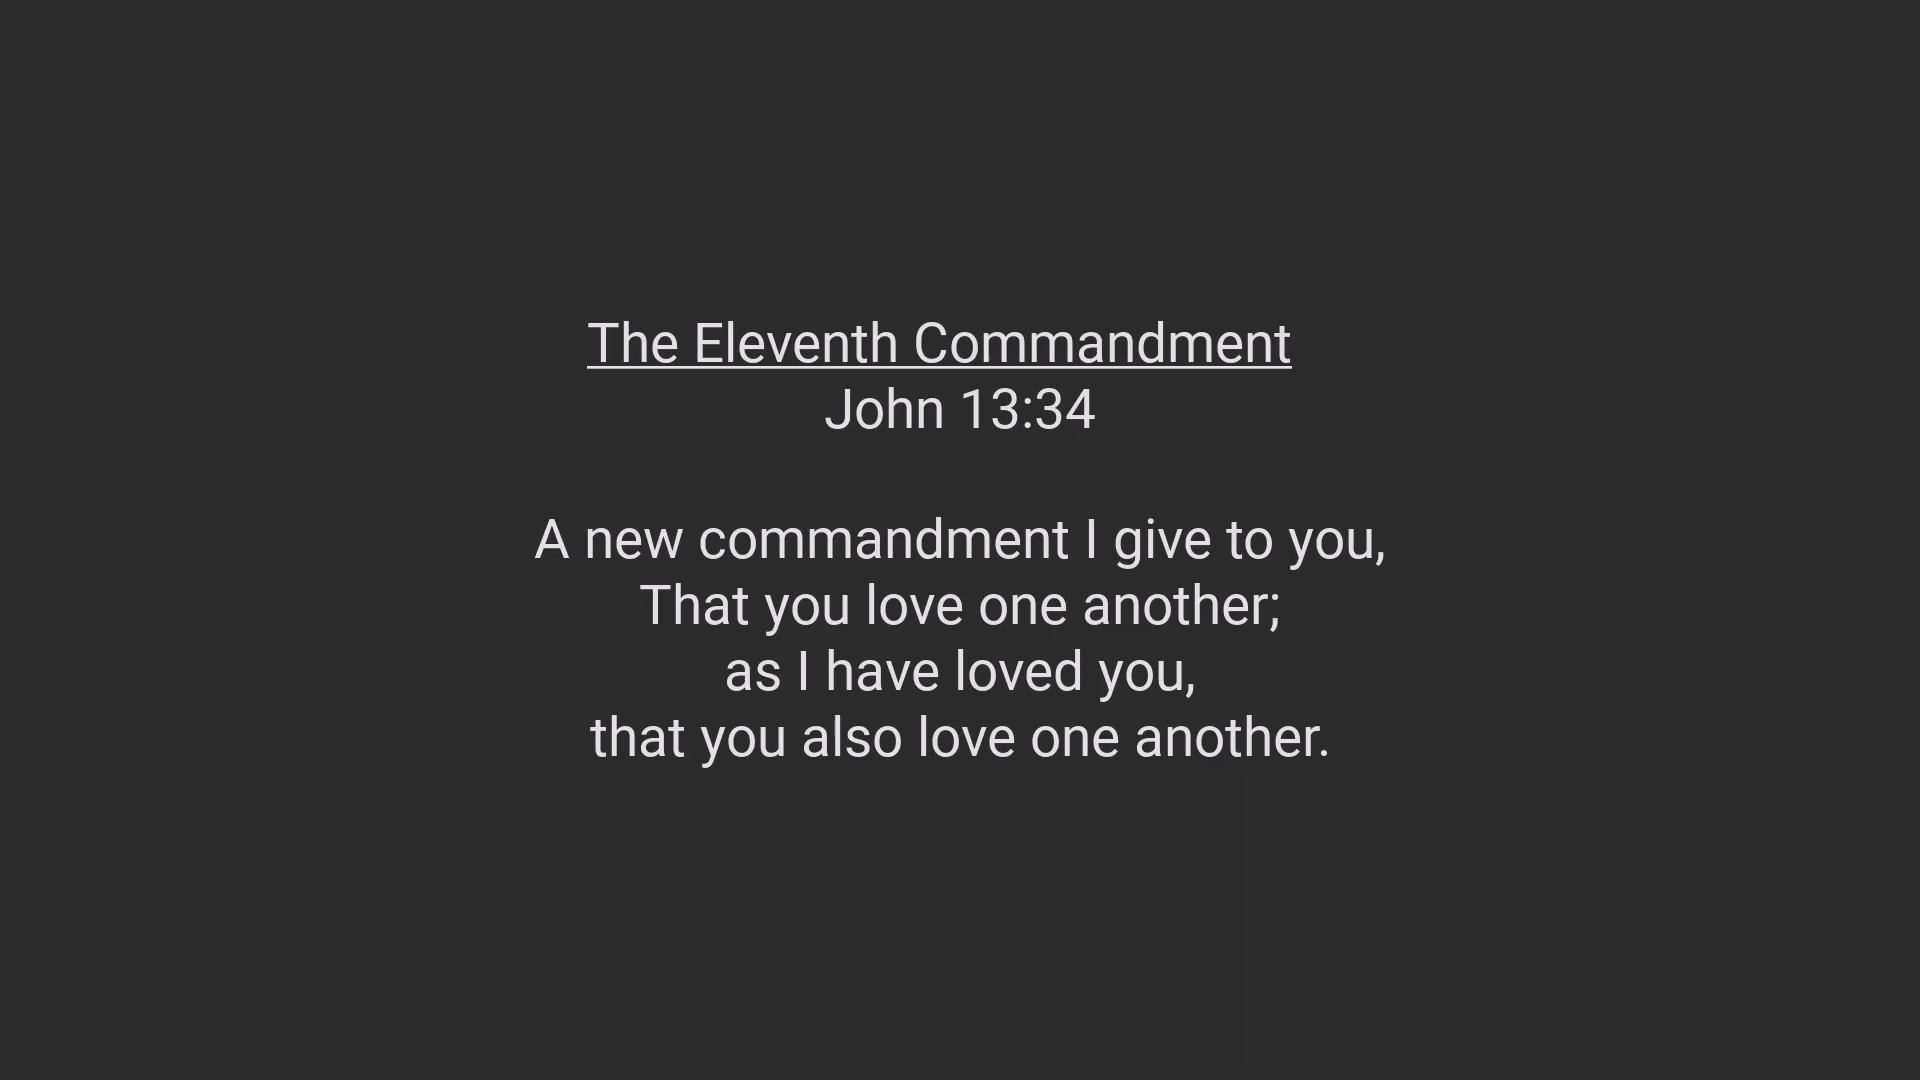 The Eleventh Commandment
John 13:34
A new commandment I give to you,
That you love one another;
as I have loved you,
that you also love one another.